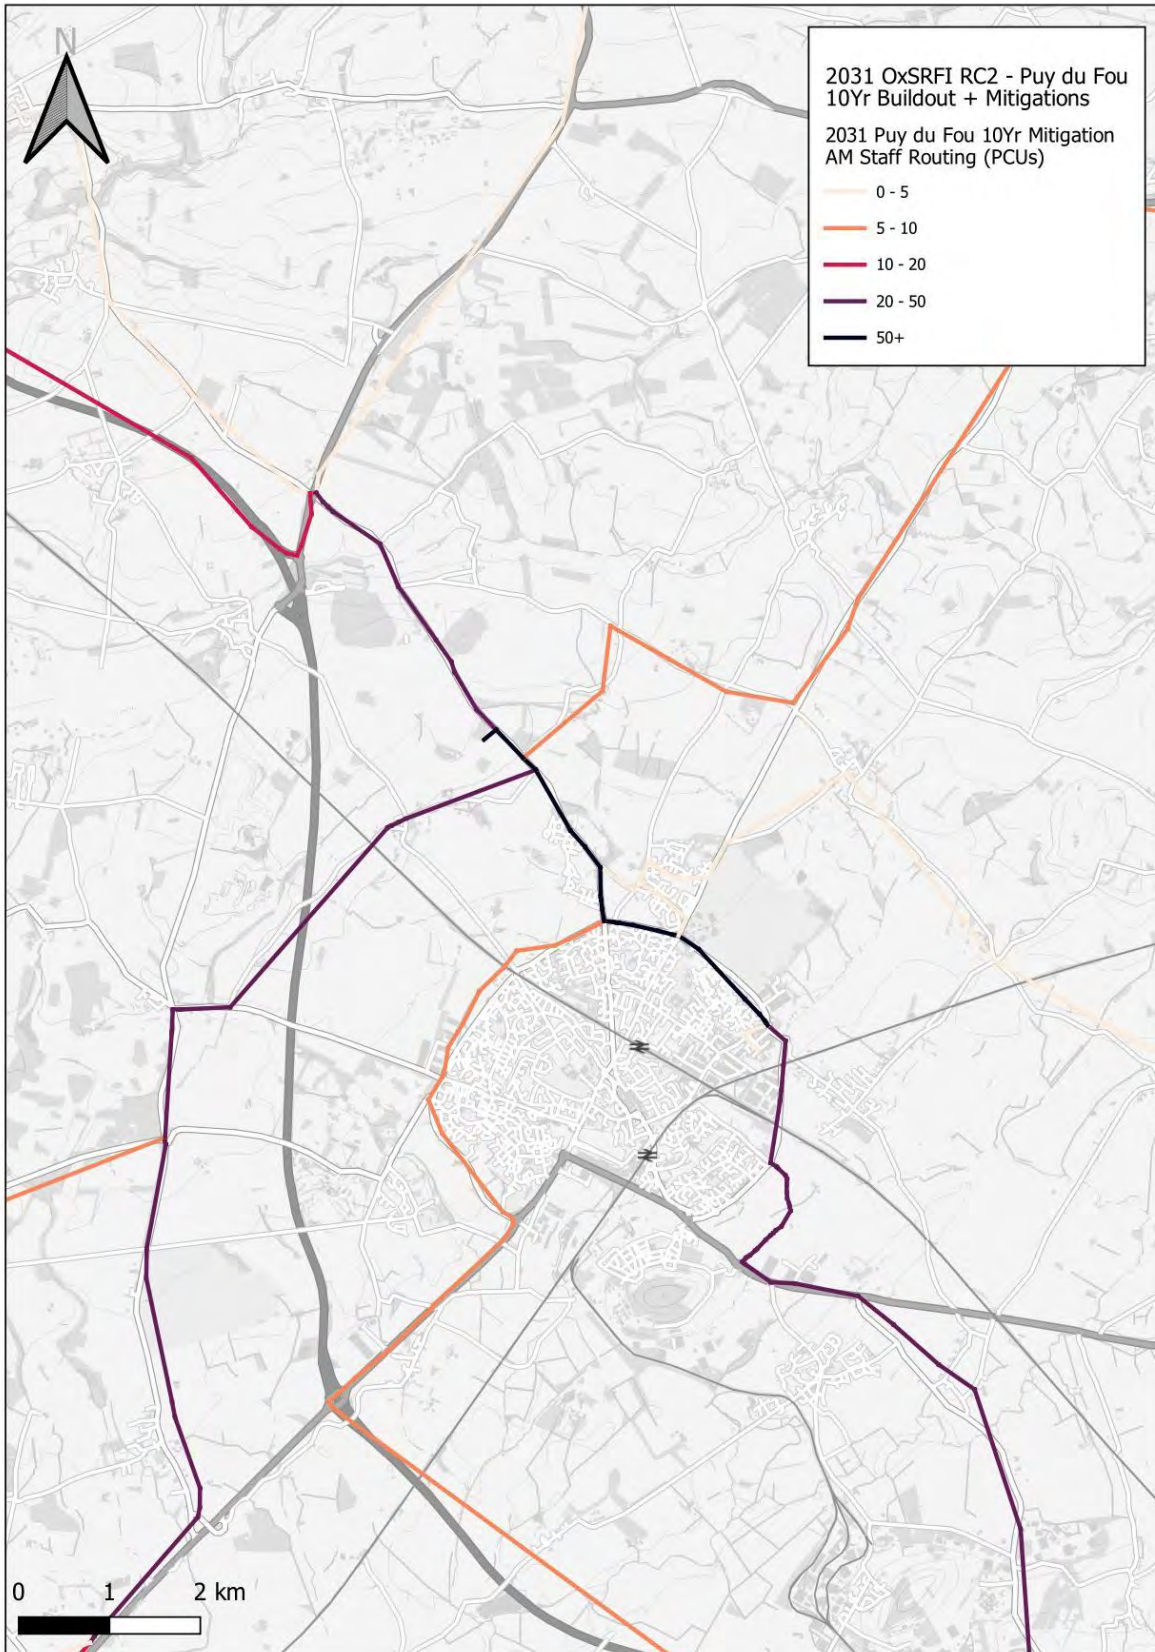 N
2031 OxSRFI RC2 - Puy du Fou
10Yr Buildout + Mitigations
2031 Puy du Fou 10Yr Mitigation
AM Staff Routing (PCUs)
0 - 5
5 - 10
10 - 20
20 - 50
50+
0 1 2 km